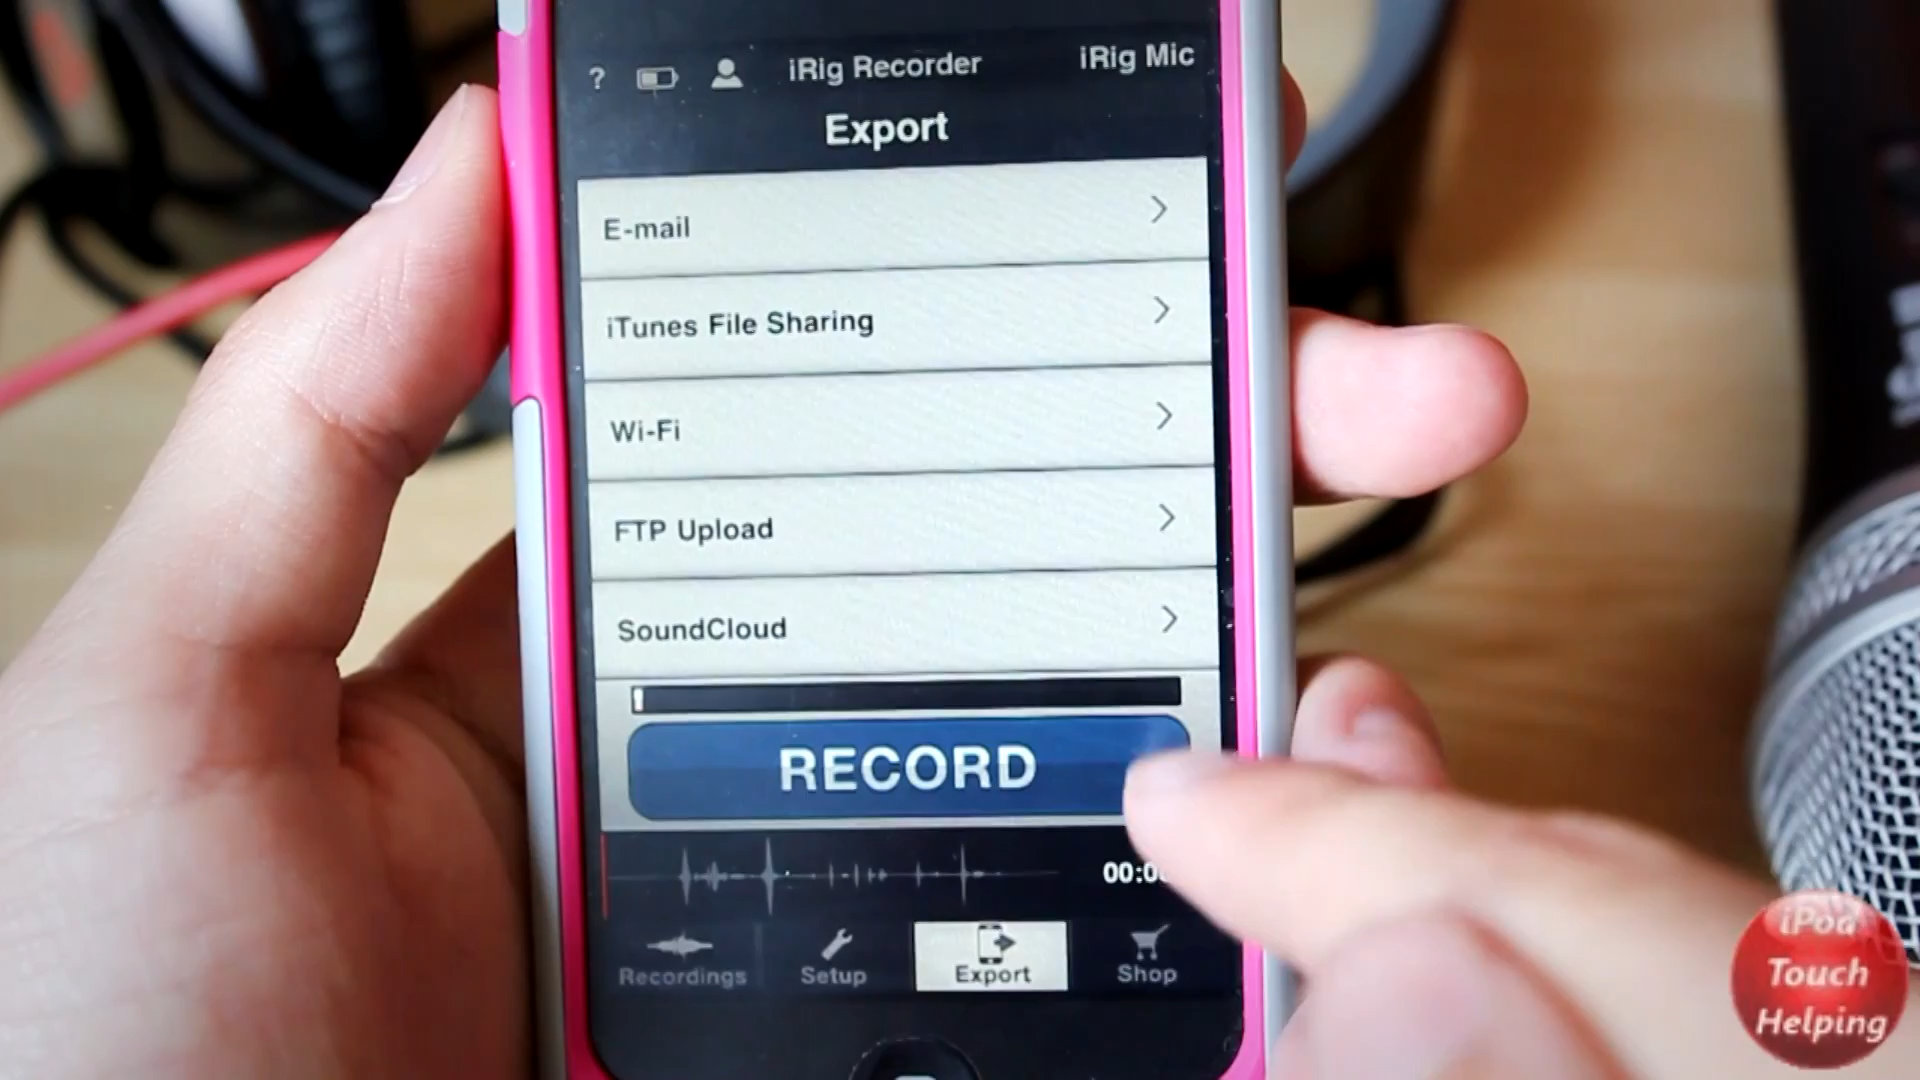 ? iRig Recorder iRig Mic
Export
E-mail
iTunes File Sharing
Wi-Fi
FTP Upload
SoundCloud
RECORD
Recordings Setup Export Shop
iPod
Touch
Helping